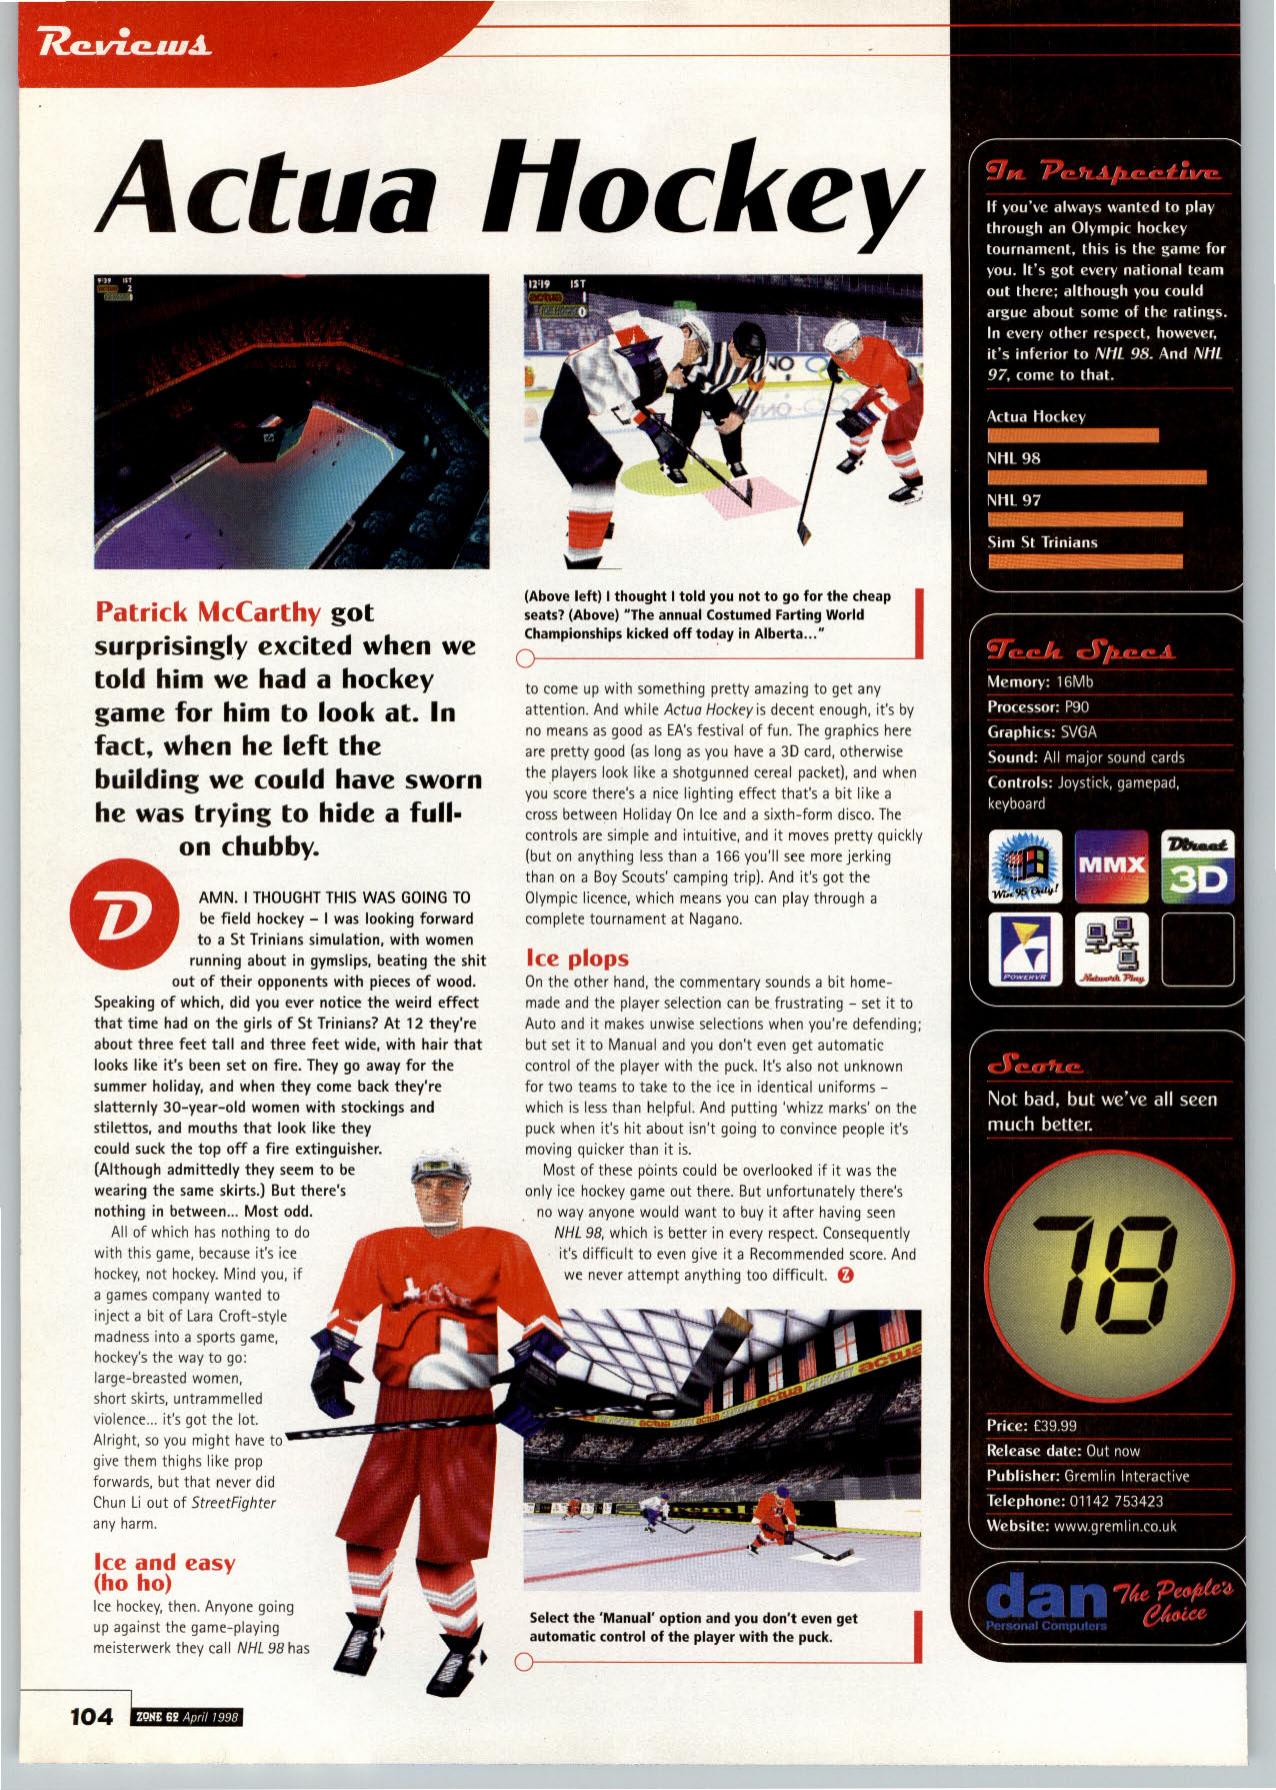 Reviews
Actua Hockey
9:39 1ST
2
12:19 1ST
actua 1
0
Patrick McCarthy got
surprisingly excited when we
told him we had a hockey
game for him to look at. In
fact, when he left the
building we could have sworn
he was trying to hide a full-
on chubby.
DAMN. I THOUGHT THIS WAS GOING TO
be field hockey – I was looking forward
to a St Trinians simulation, with women
running about in gymslips, beating the shit
out of their opponents with pieces of wood.
Speaking of which, did you ever notice the weird effect
that time had on the girls of St Trinians? At 12 they're
about three feet tall and three feet wide, with hair that
looks like it's been set on fire. They go away for the
summer holiday, and when they come back they're
slatternly 30-year-old women with stockings and
stilettos, and mouths that look like they
could suck the top off a fire extinguisher.
(Although admittedly they seem to be
wearing the same skirts.) But there's
nothing in between... Most odd.
All of which has nothing to do
with this game, because it's ice
hockey, not hockey. Mind you, if
a games company wanted to
inject a bit of Lara Croft-style
madness into a sports game,
hockey's the way to go:
large-breasted women,
short skirts, untrammelled
violence... it's got the lot.
Alright, so you might have to
give them thighs like prop
forwards, but that never did
Chun Li out of StreetFighter
any harm.
Ice and easy
(ho ho)
Ice hockey, then. Anyone going
up against the game-playing
meisterwerk they call NHL 98 has
(Above left) I thought I told you not to go for the cheap
seats? (Above) "The annual Costumed Farting World
Championships kicked off today in Alberta..."
to come up with something pretty amazing to get any
attention. And while Actua Hockey is decent enough, it's by
no means as good as EA's festival of fun. The graphics here
are pretty good (as long as you have a 3D card, otherwise
the players look like a shotgunned cereal packet), and when
you score there's a nice lighting effect that's a bit like a
cross between Holiday On Ice and a sixth-form disco. The
controls are simple and intuitive, and it moves pretty quickly
(but on anything less than a 166 you'll see more jerking
than on a Boy Scouts' camping trip). And it's got the
Olympic licence, which means you can play through a
complete tournament at Nagano.
Ice plops
On the other hand, the commentary sounds a bit home-
made and the player selection can be frustrating – set it to
Auto and it makes unwise selections when you're defending;
but set it to Manual and you don't even get automatic
control of the player with the puck. It's also not unknown
for two teams to take to the ice in identical uniforms –
which is less than helpful. And putting 'whizz marks' on the
puck when it's hit about isn't going to convince people it's
moving quicker than it is.
Most of these points could be overlooked if it was the
only ice hockey game out there. But unfortunately there's
no way anyone would want to buy it after having seen
NHL 98, which is better in every respect. Consequently
it's difficult to even give it a Recommended score. And
we never attempt anything too difficult. Z
actua ICE HOCKEY actua
Select the 'Manual' option and you don't even get
automatic control of the player with the puck.
In Perspective
If you've always wanted to play
through an Olympic hockey
tournament, this is the game for
you. It's got every national team
out there; although you could
argue about some of the ratings.
In every other respect, however,
it's inferior to NHL 98. And NHL
97, come to that.
Actua Hockey
NHL 98
NHL 97
Sim St Trinians
Tech Specs
Memory: 16Mb
Processor: P90
Graphics: SVGA
Sound: All major sound cards
Controls: Joystick, gamepad,
keyboard
Win 95 Only!
MMX
Direct
3D
POWERVR
Network Play
Score
Not bad, but we've all seen
much better.
78
Price: £39.99
Release date: Out now
Publisher: Gremlin Interactive
Telephone: 01142 753423
Website: www.gremlin.co.uk
dan
Personal Computers
The People's
Choice
104
ZONE 62 April 1998